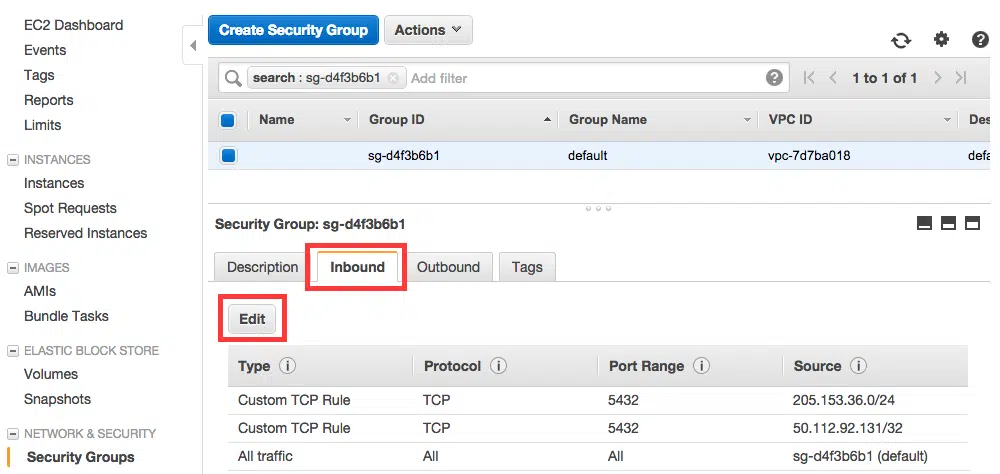 EC2 Dashboard
Events
Tags
Reports
Limits
INSTANCES
Instances
Spot Requests
Reserved Instances
IMAGES
AMIs
Bundle Tasks
ELASTIC BLOCK STORE
Volumes
Snapshots
NETWORK & SECURITY
Security Groups
Create Security Group Actions
search : sg-d4f3b6b1 Add filter 1 to 1 of 1
Name Group ID Group Name VPC ID Des
sg-d4f3b6b1 default vpc-7d7ba018 defa
Security Group: sg-d4f3b6b1
Description Inbound Outbound Tags
Edit
Type Protocol Port Range Source
Custom TCP Rule TCP 5432 205.153.36.0/24
Custom TCP Rule TCP 5432 50.112.92.131/32
All traffic All All sg-d4f3b6b1 (default)